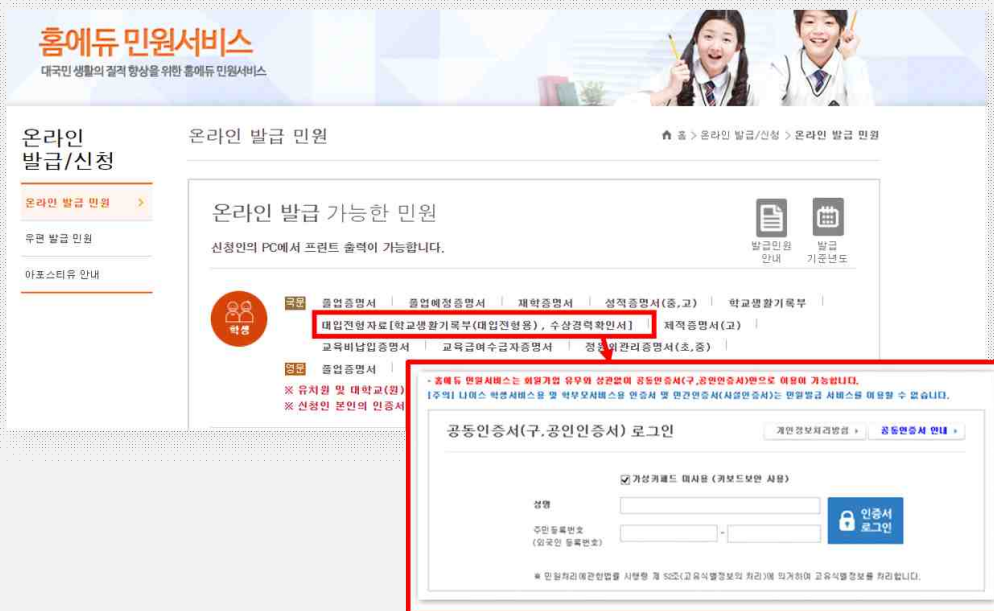 홈에듀 민원서비스
대국민 생활의 질적 향상을 위한 홈에듀 민원서비스
온라인
발급/신청
온라인 발급 민원
우편 발급 민원
아포스티유 안내
온라인 발급 민원
홈 > 온라인 발급/신청 > 온라인 발급 민원
온라인 발급 가능한 민원
신청인의 PC에서 프린트 출력이 가능합니다.
발급민원
안내
발급
기준년도
학생
국문 졸업증명서 | 졸업예정증명서 | 재학증명서 | 성적증명서(중,고) | 학교생활기록부 |
대입전형자료[학교생활기록부(대입전형용), 수상경력확인서] | 제적증명서(고) |
교육비납입증명서 | 교육급여수급자증명서 | 정원외관리증명서(초,중) |
영문 졸업증명서 |
※ 유치원 및 대학교(원)
※ 신청인 본인의 인증서
- 홈에듀 민원서비스는 회원가입 유무와 상관없이 공동인증서(구,공인인증서)만으로 이용이 가능합니다.
[주의] 나이스 학생서비스용 및 학부모서비스용 인증서 및 민간인증서(사설인증서)는 민원발급 서비스를 이용할 수 없습니다.
공동인증서(구.공인인증서) 로그인
개인정보처리방침 ›
공동인증서 안내 ›
가상키패드 미사용 (키보드보안 사용)
성명
주민등록번호
(외국인 등록번호)
-
인증서
로그인
※ 민원처리에관한법률 시행령 제 52조(고유식별정보의 처리)에 의거하여 고유식별정보를 처리합니다.